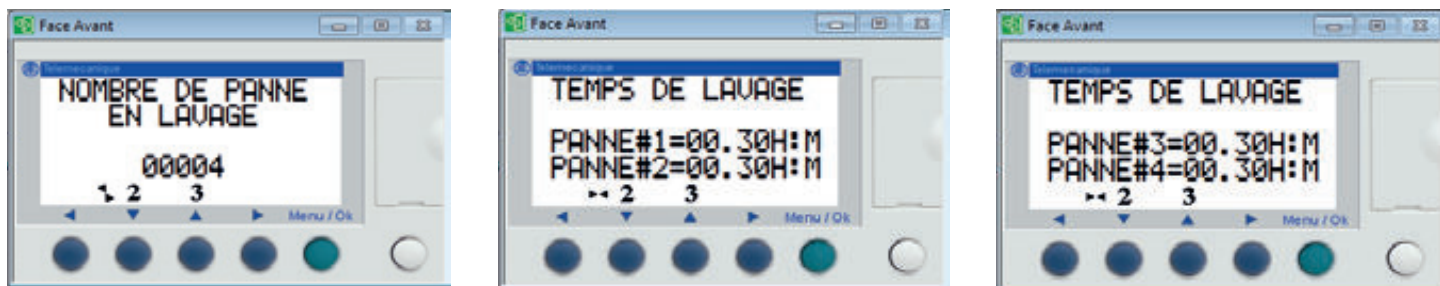 Face Avant
Telemecanique
NOMBRE DE PANNE
EN LAVAGE
00004
2 3
Menu / Ok
Face Avant
Telemecanique
TEMPS DE LAVAGE
PANNE#1=00.30H:M
PANNE#2=00.30H:M
2 3
Menu / Ok
Face Avant
Telemecanique
TEMPS DE LAVAGE
PANNE#3=00.30H:M
PANNE#4=00.30H:M
2 3
Menu / Ok